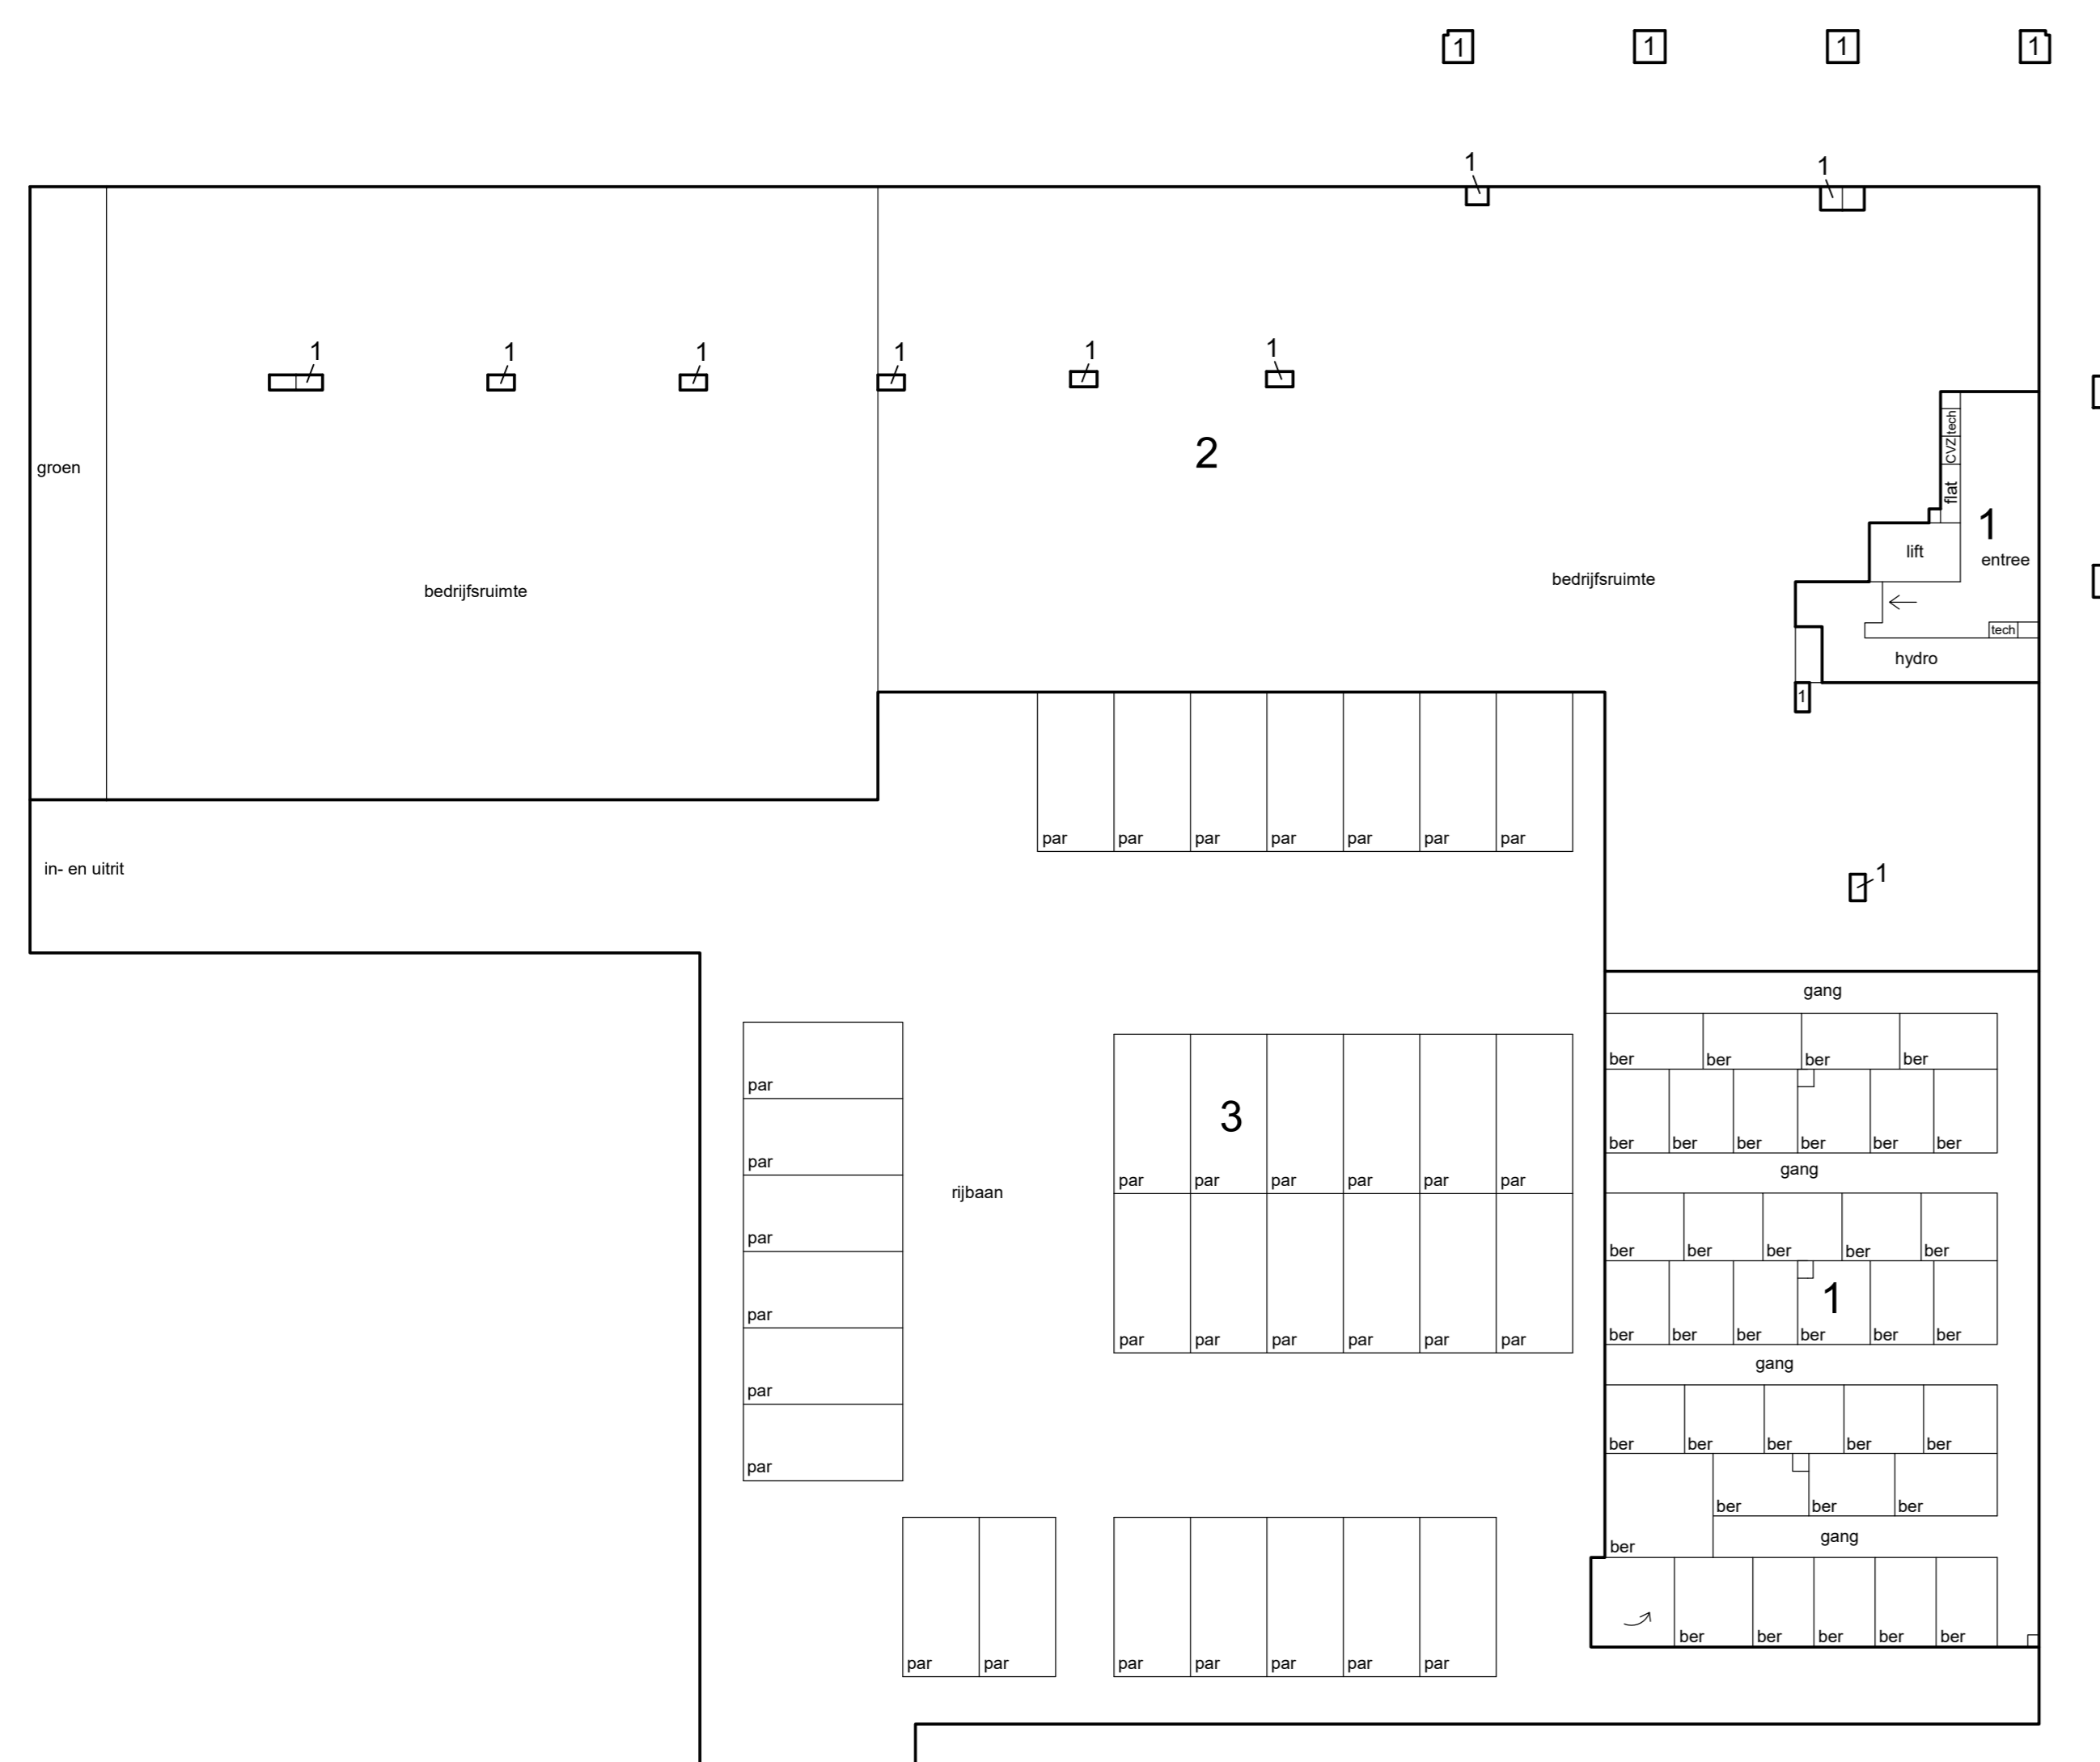 1 1 1 1
1 1
1 1 1 1 1 1
2
groen
tech
CVZ
flat
1
lift
entree
bedrijfsruimte
bedrijfsruimte
tech
hydro
1
par par par par par par par
in- en uitrit
1
gang
ber ber ber ber
par
3
ber ber ber ber ber ber
par
gang
par par par par par par
rijbaan
par
ber ber ber ber ber
1
par
par par par par par par
ber ber ber ber ber ber
gang
par
ber ber ber ber ber
par
ber ber ber
gang
ber
ber ber ber ber ber
par par par par par par par